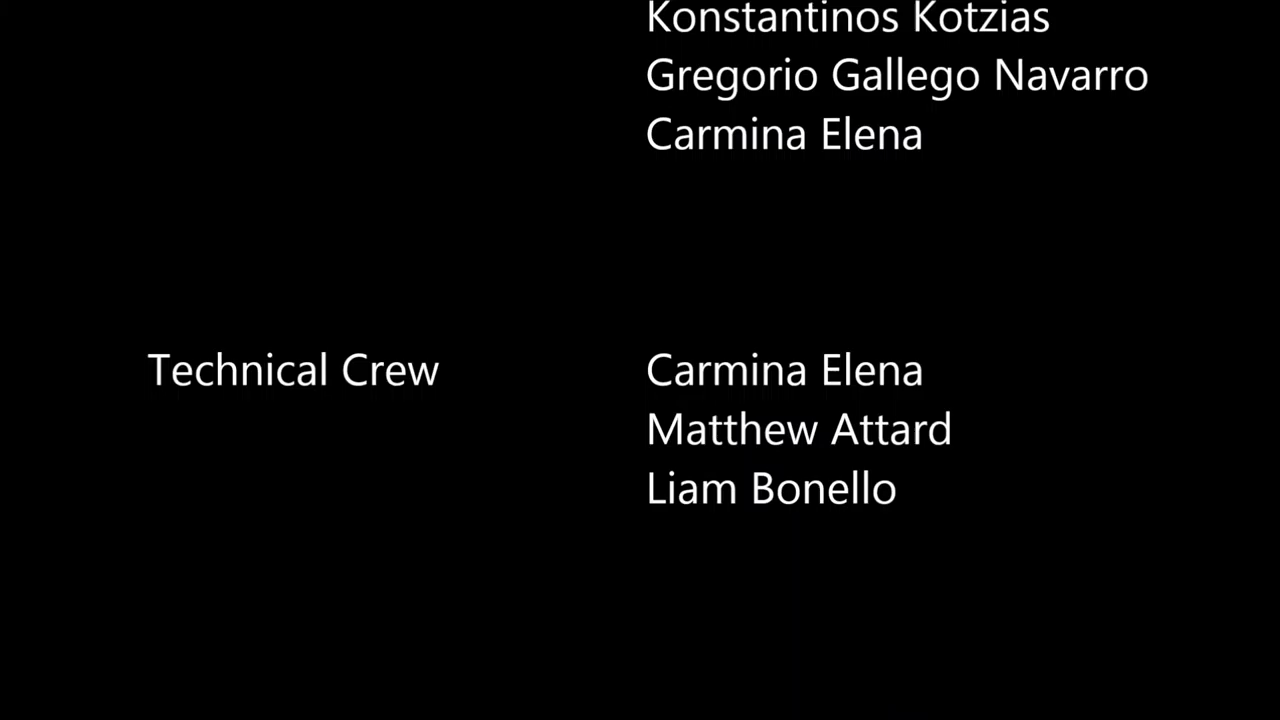 Konstantinos Kotzias
Gregorio Gallego Navarro
Carmina Elena
Technical Crew Carmina Elena
Matthew Attard
Liam Bonello